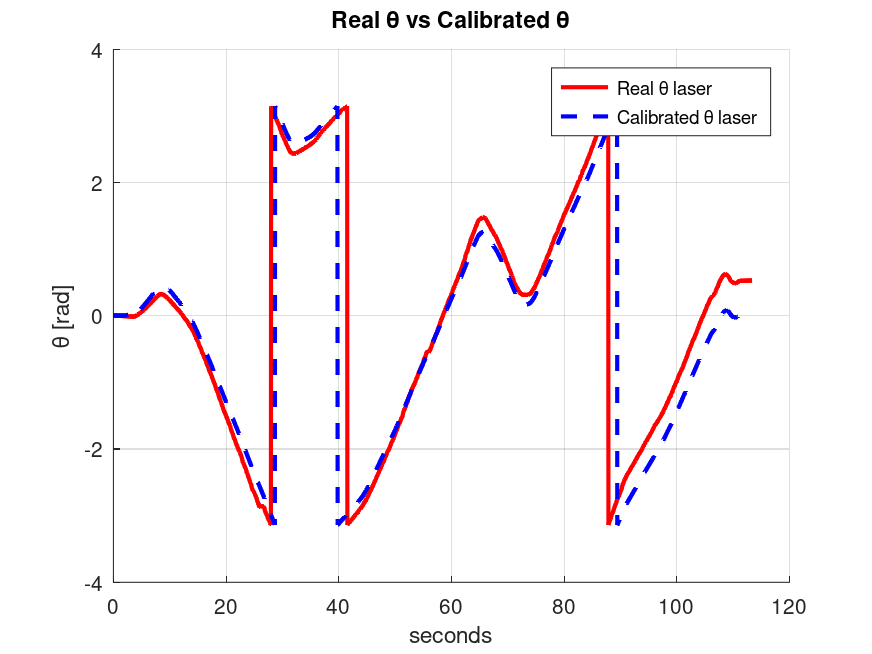 Real θ vs Calibrated θ
Real θ laser
Calibrated θ laser
θ [rad]
4
2
0
-2
-4
0 20 40 60 80 100 120
seconds